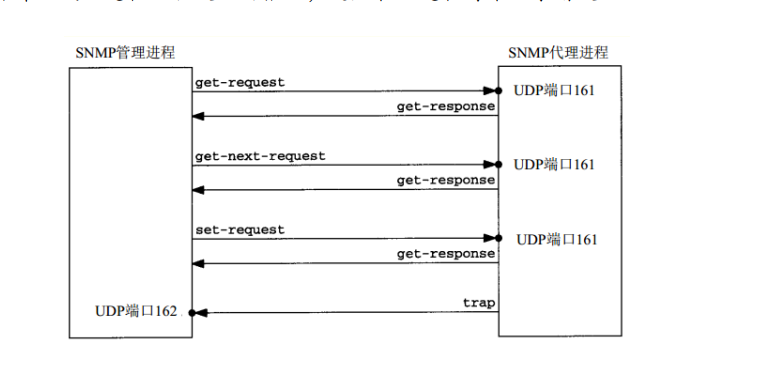 SNMP管理进程
SNMP代理进程
get-request
UDP端口161
get-response
get-next-request
UDP端口161
get-response
set-request
UDP端口161
get-response
trap
UDP端口162